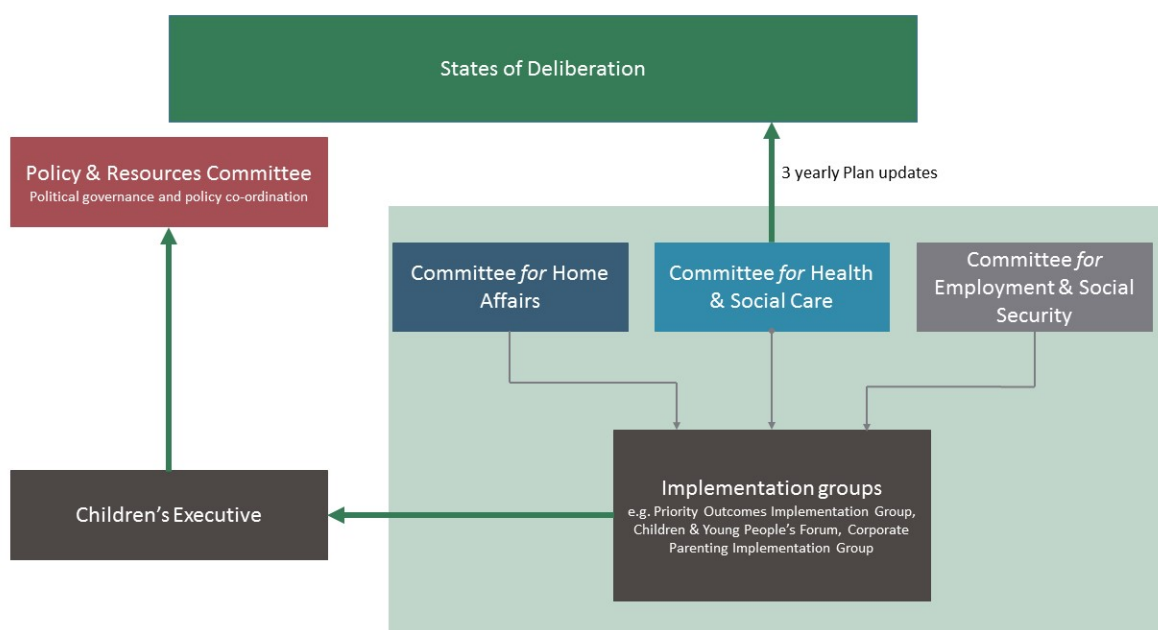 States of Deliberation
Policy & Resources Committee
Political governance and policy co-ordination
3 yearly Plan updates
Committee for Home
Affairs
Committee for Health
& Social Care
Committee for
Employment & Social
Security
Implementation groups
e.g. Priority Outcomes Implementation Group,
Children & Young People’s Forum, Corporate
Parenting Implementation Group
Children’s Executive